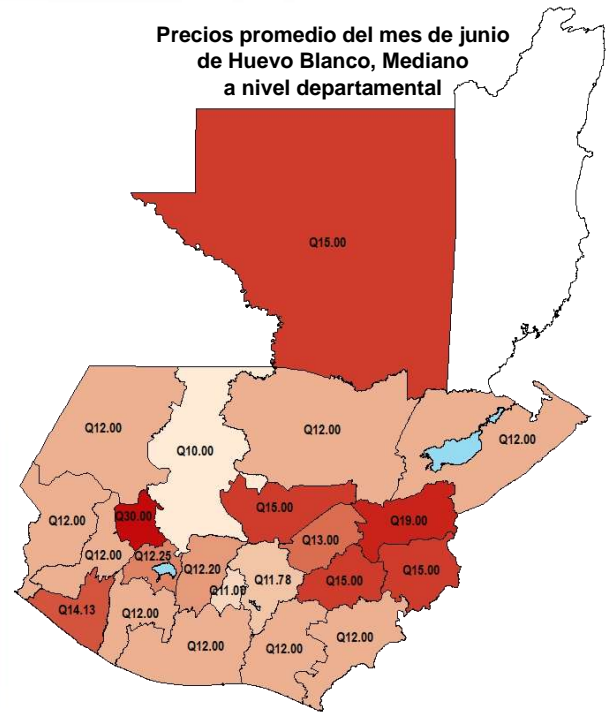 Precios promedio del mes de junio
de Huevo Blanco, Mediano
a nivel departamental
Q15.00
Q12.00
Q10.00
Q12.00
Q12.00
Q12.00
Q30.00
Q15.00
Q19.00
Q13.00
Q12.00
Q12.25
Q12.20
Q11.00
Q11.78
Q15.00
Q15.00
Q14.13
Q12.00
Q12.00
Q12.00
Q12.00